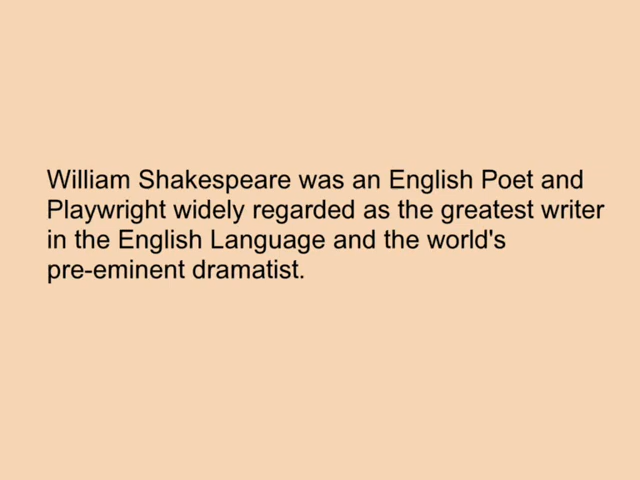 William Shakespeare was an English Poet and
Playwright widely regarded as the greatest writer
in the English Language and the world's
pre-eminent dramatist.